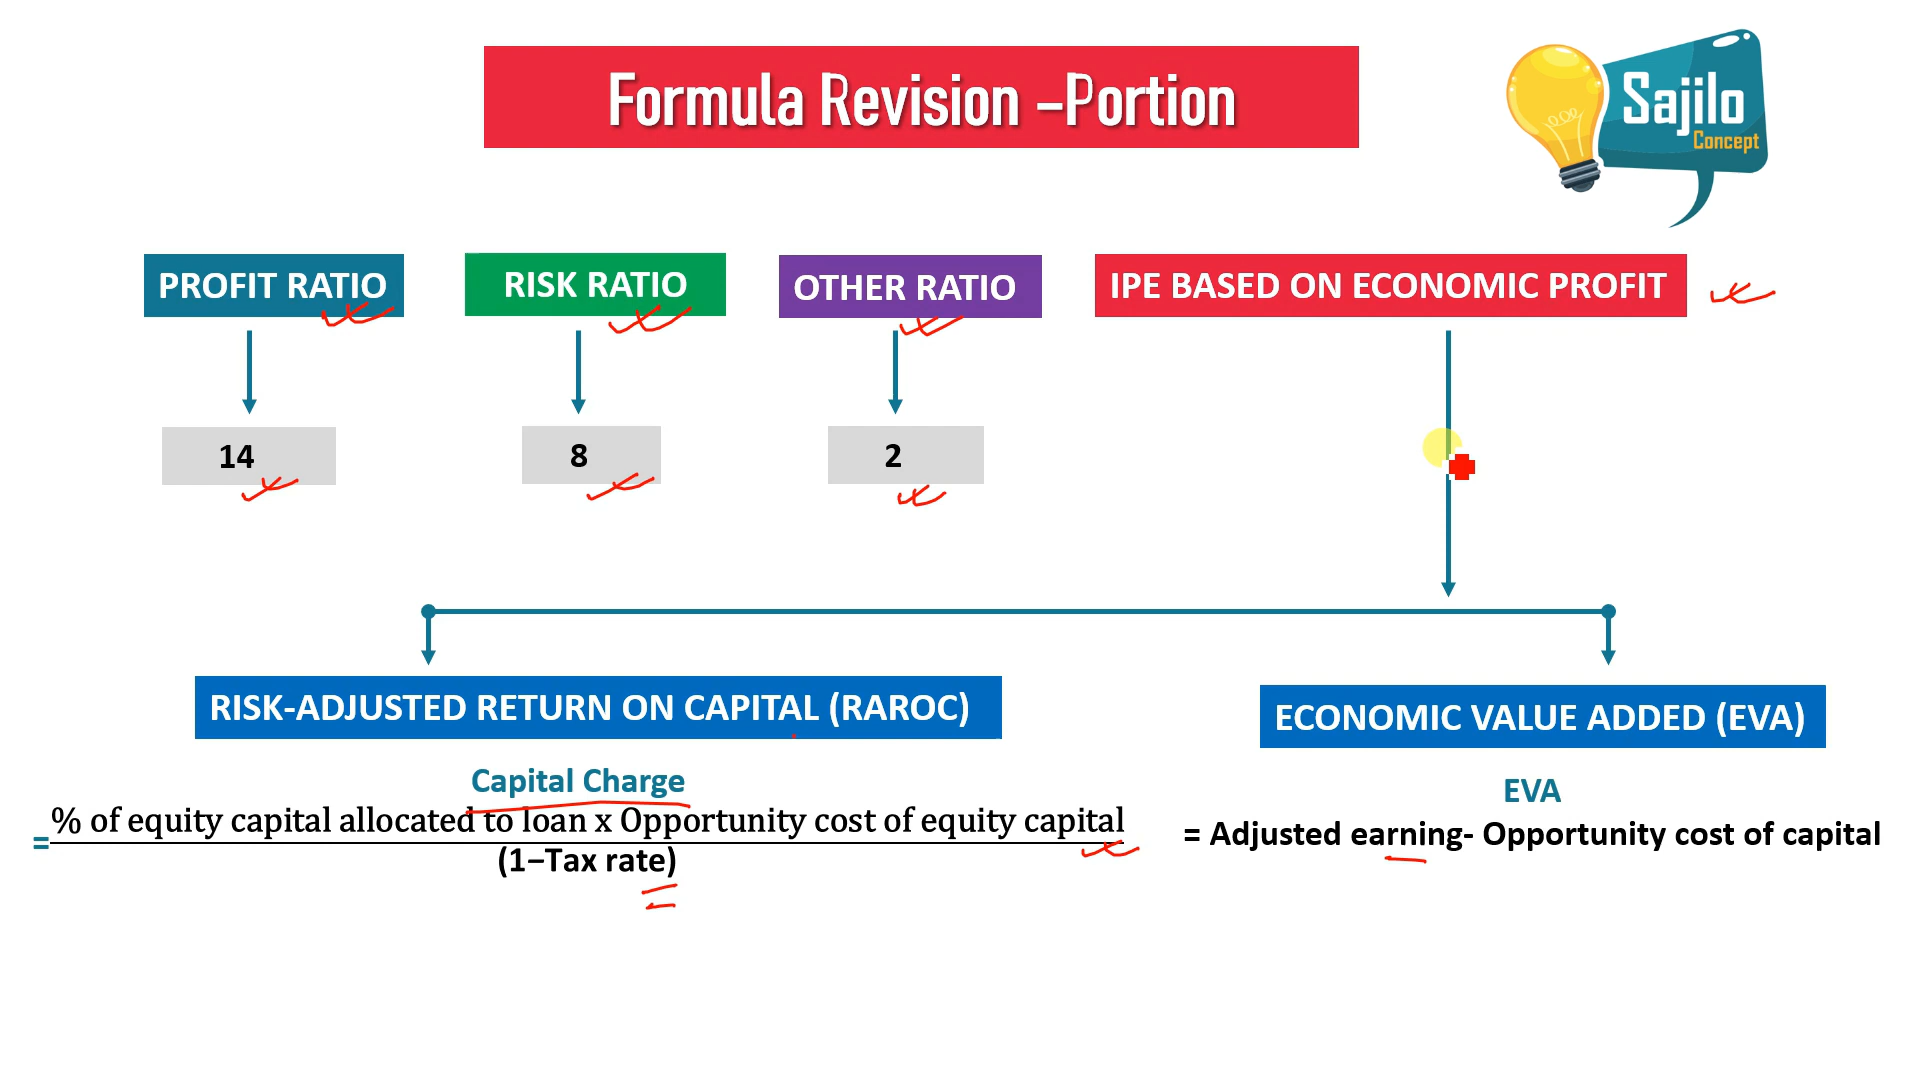 Formula Revision –Portion
Sajilo
Concept
PROFIT RATIO
RISK RATIO
OTHER RATIO
IPE BASED ON ECONOMIC PROFIT
14
8
2
RISK-ADJUSTED RETURN ON CAPITAL (RAROC)
ECONOMIC VALUE ADDED (EVA)
Capital Charge
= % of equity capital allocated to loan x Opportunity cost of equity capital
(1–Tax rate)
EVA
= Adjusted earning- Opportunity cost of capital